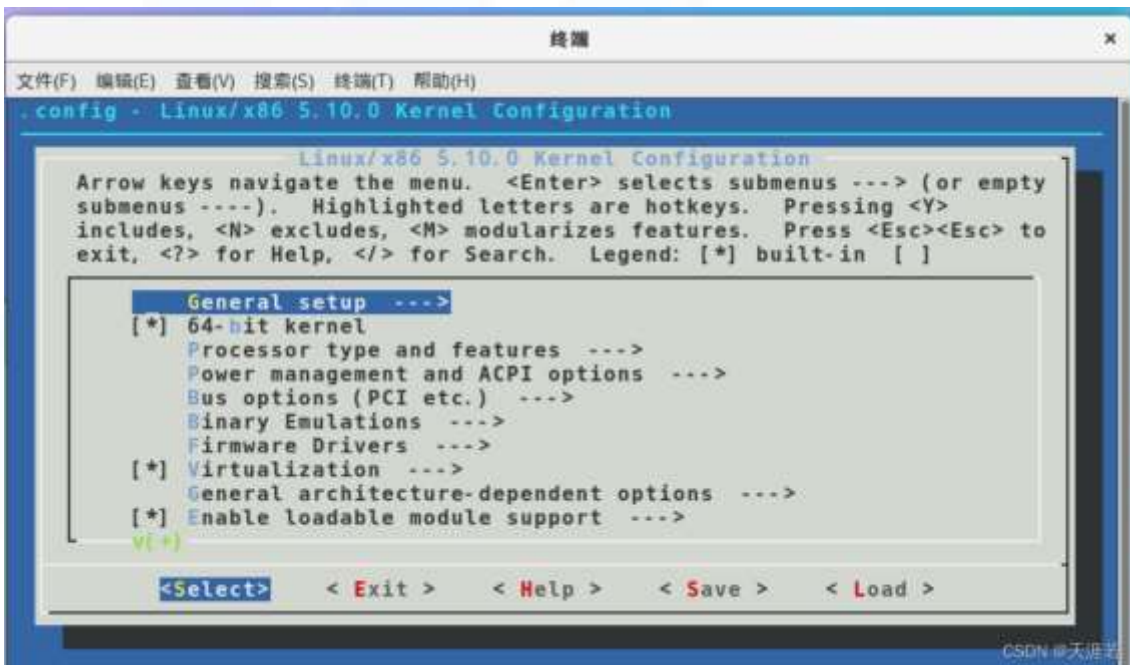 终端 ×
文件(F) 编辑(E) 查看(V) 搜索(S) 终端(T) 帮助(H)
.config - Linux/x86 5.10.0 Kernel Configuration
Linux/x86 5.10.0 Kernel Configuration
Arrow keys navigate the menu. <Enter> selects submenus ---> (or empty
submenus ----). Highlighted letters are hotkeys. Pressing <Y>
includes, <N> excludes, <M> modularizes features. Press <Esc><Esc> to
exit, <?> for Help, </> for Search. Legend: [*] built-in [ ]
General setup --->
[*] 64-bit kernel
Processor type and features --->
Power management and ACPI options --->
Bus options (PCI etc.) --->
Binary Emulations --->
Firmware Drivers --->
[*] Virtualization --->
General architecture-dependent options --->
[*] Enable loadable module support --->
v(+)
<Select> < Exit > < Help > < Save > < Load >
CSDN @天涯若